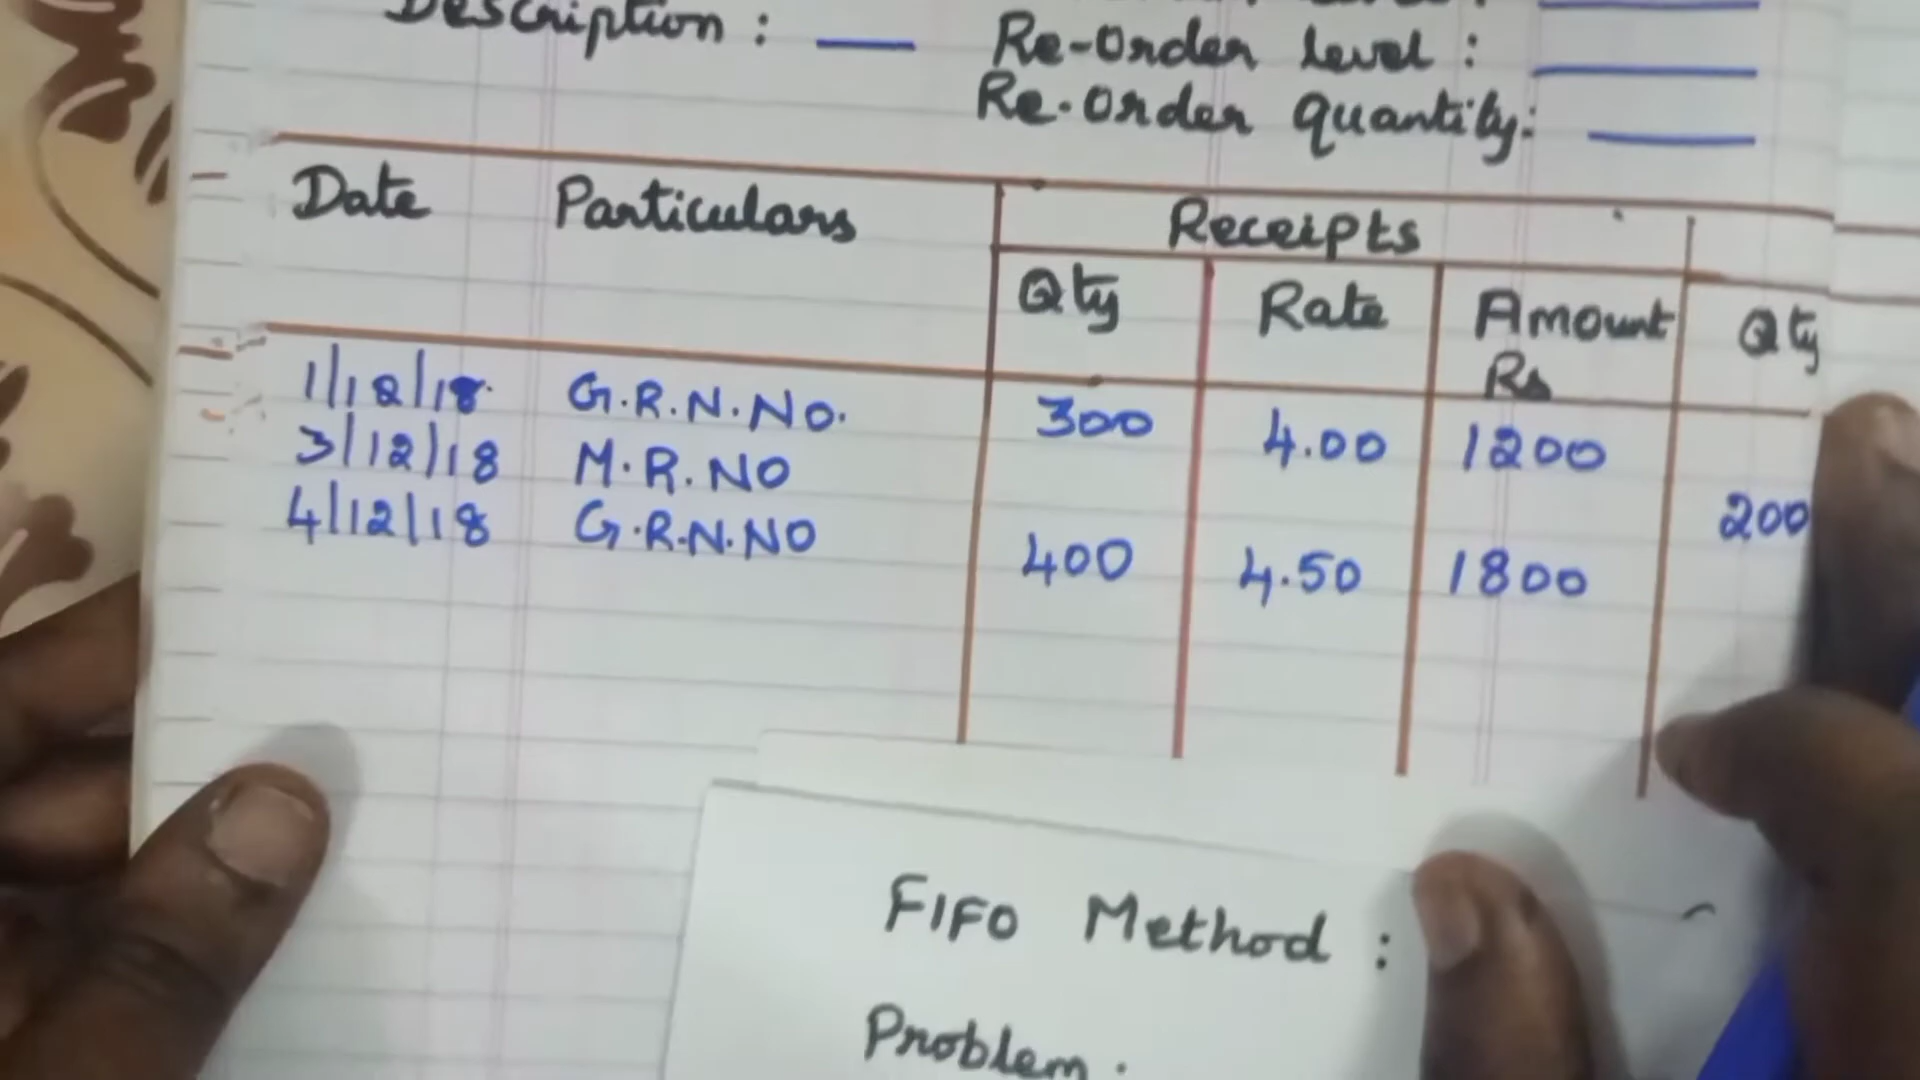 Description : Re-Order level :
Re-Order quantity:
Date Particulars Receipts
Qty Rate Amount Rs Qty
1/12/18 G.R.N.No. 300 4.00 1200
3/12/18 M.R.NO 200
4/12/18 G.R.N.NO 400 4.50 1800
FIFO Method :
Problem :